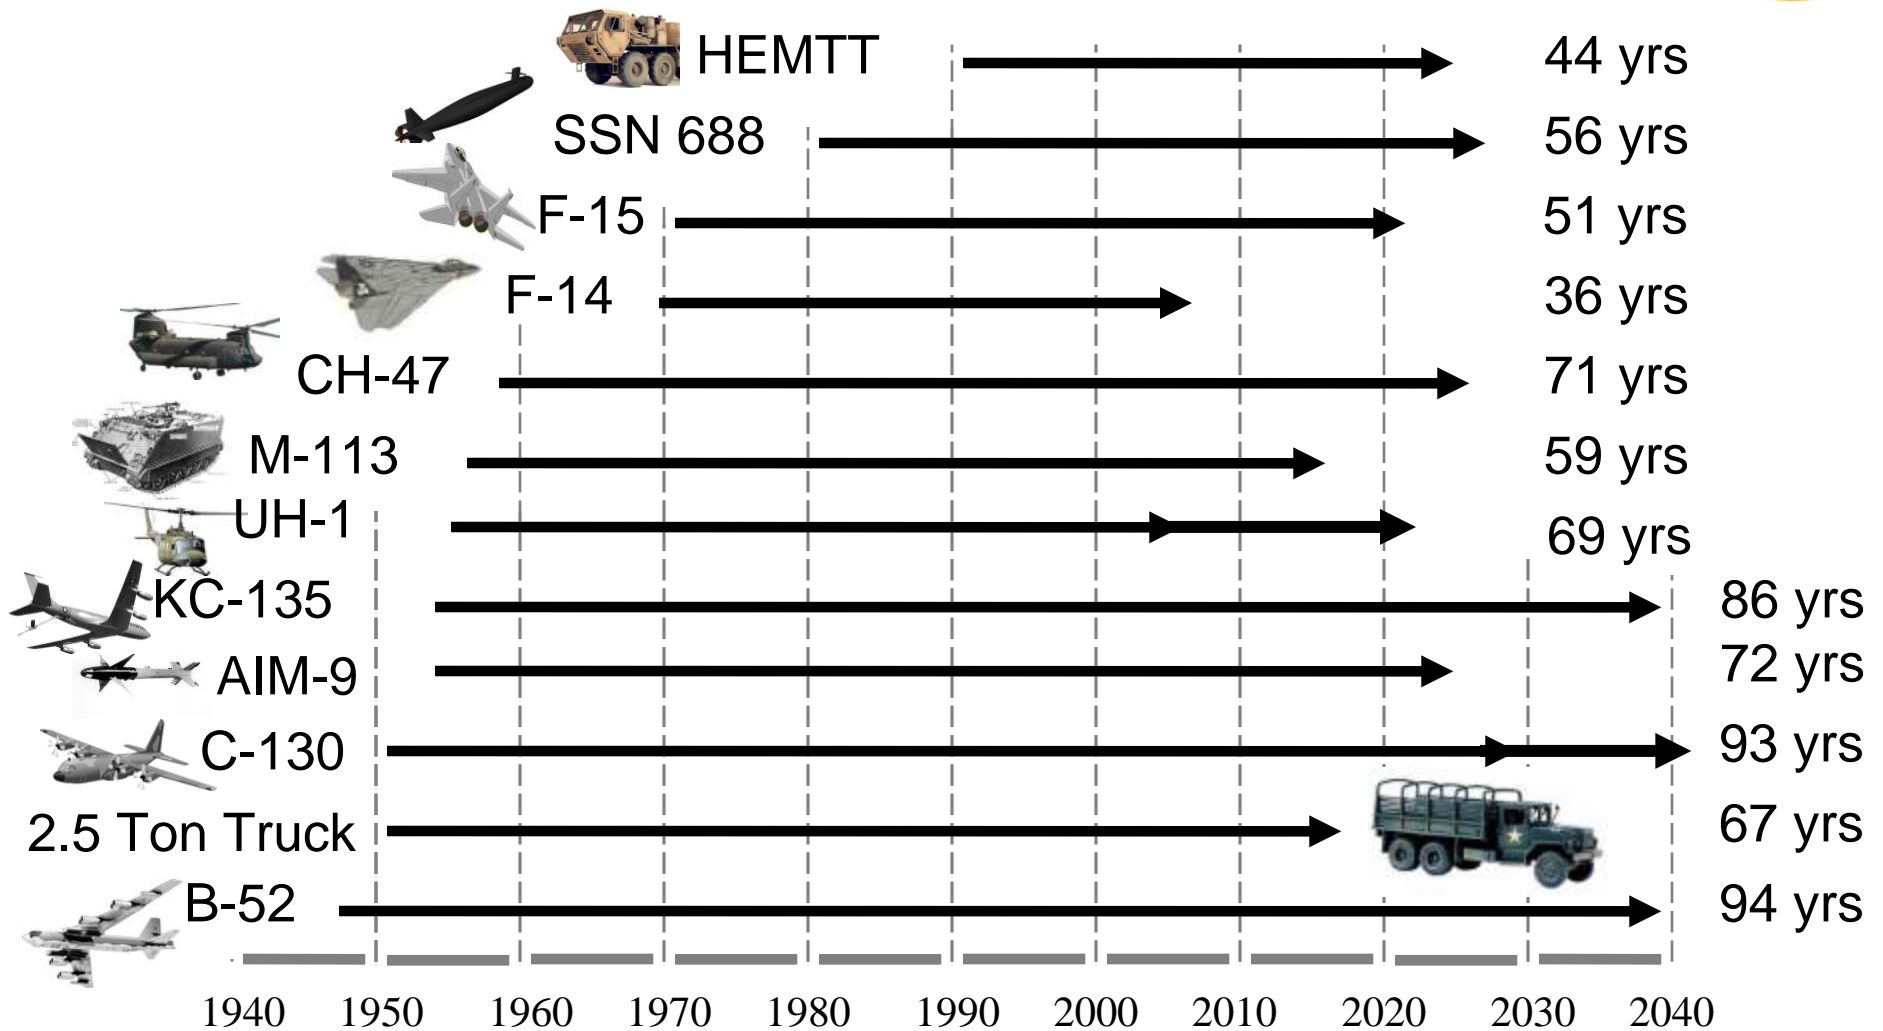 HEMTT 44 yrs
SSN 688 56 yrs
F-15 51 yrs
F-14 36 yrs
CH-47 71 yrs
M-113 59 yrs
UH-1 69 yrs
KC-135 86 yrs
AIM-9 72 yrs
C-130 93 yrs
2.5 Ton Truck 67 yrs
B-52 94 yrs
1940 1950 1960 1970 1980 1990 2000 2010 2020 2030 2040